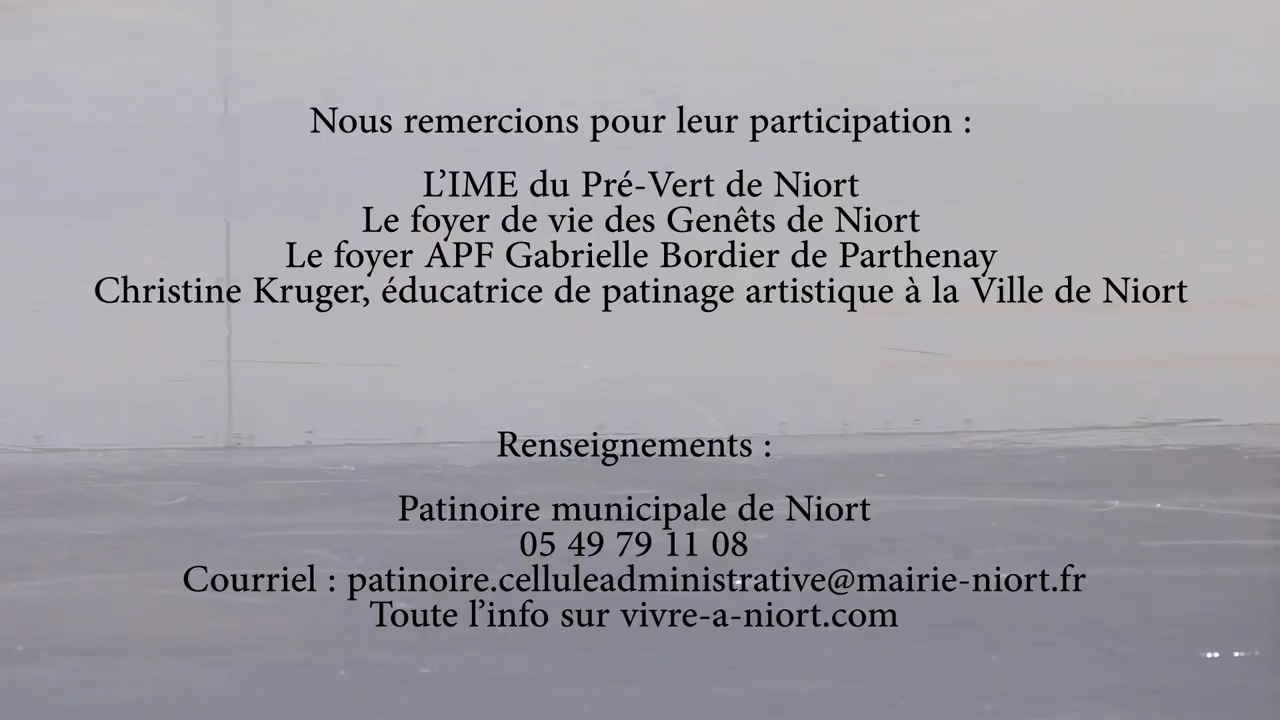 Nous remercions pour leur participation :
L’IME du Pré-Vert de Niort
Le foyer de vie des Genêts de Niort
Le foyer APF Gabrielle Bordier de Parthenay
Christine Kruger, éducatrice de patinage artistique à la Ville de Niort
Renseignements :
Patinoire municipale de Niort
05 49 79 11 08
Courriel : patinoire.celluleadministrative@mairie-niort.fr
Toute l’info sur vivre-a-niort.com